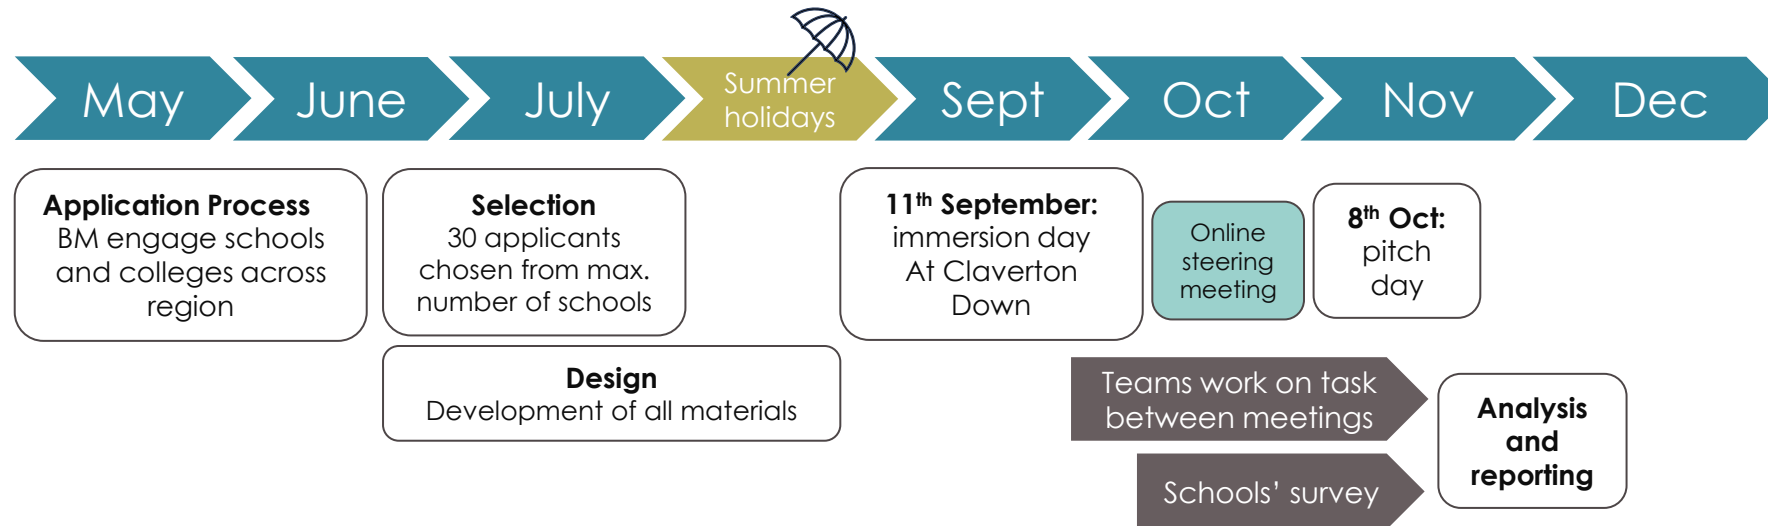 May
June
July
Summer
holidays
Sept
Oct
Nov
Dec
Application Process
BM engage schools
and colleges across
region
Selection
30 applicants
chosen from max.
number of schools
Design
Development of all materials
11th September:
immersion day
At Claverton
Down
Online
steering
meeting
8th Oct:
pitch
day
Teams work on task
between meetings
Schools’ survey
Analysis
and
reporting